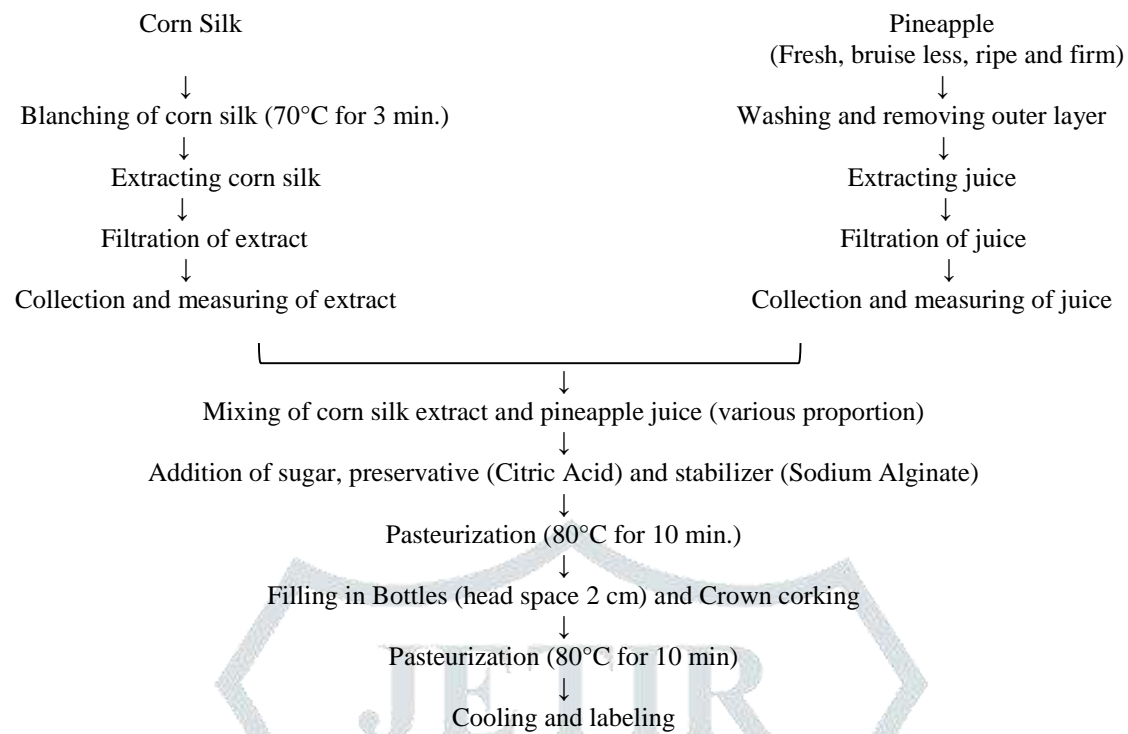 Corn Silk
Pineapple
(Fresh, bruise less, ripe and firm)
↓
↓
Blanching of corn silk (70°C for 3 min.)
Washing and removing outer layer
↓
↓
Extracting corn silk
Extracting juice
↓
↓
Filtration of extract
Filtration of juice
↓
↓
Collection and measuring of extract
Collection and measuring of juice
↓
Mixing of corn silk extract and pineapple juice (various proportion)
↓
Addition of sugar, preservative (Citric Acid) and stabilizer (Sodium Alginate)
↓
Pasteurization (80°C for 10 min.)
↓
Filling in Bottles (head space 2 cm) and Crown corking
↓
Pasteurization (80°C for 10 min)
↓
Cooling and labeling
JETIR